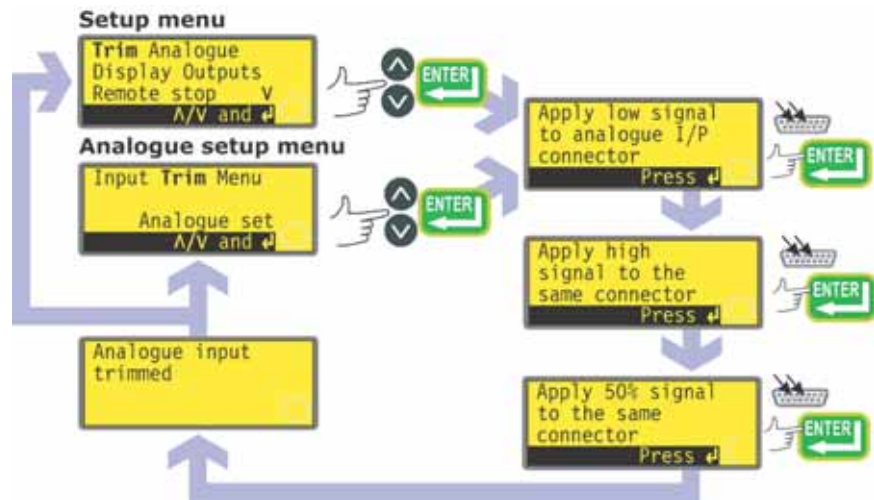 Setup menu
Trim Analogue
Display Outputs
Remote stop V
Λ/V and ↵
ENTER
Analogue setup menu
Input Trim Menu
Analogue set
Λ/V and ↵
ENTER
Apply low signal
to analogue I/P
connector
Press ↵
ENTER
Apply high
signal to the
same connector
Press ↵
ENTER
Apply 50% signal
to the same
connector
Press ↵
ENTER
Analogue input
trimmed